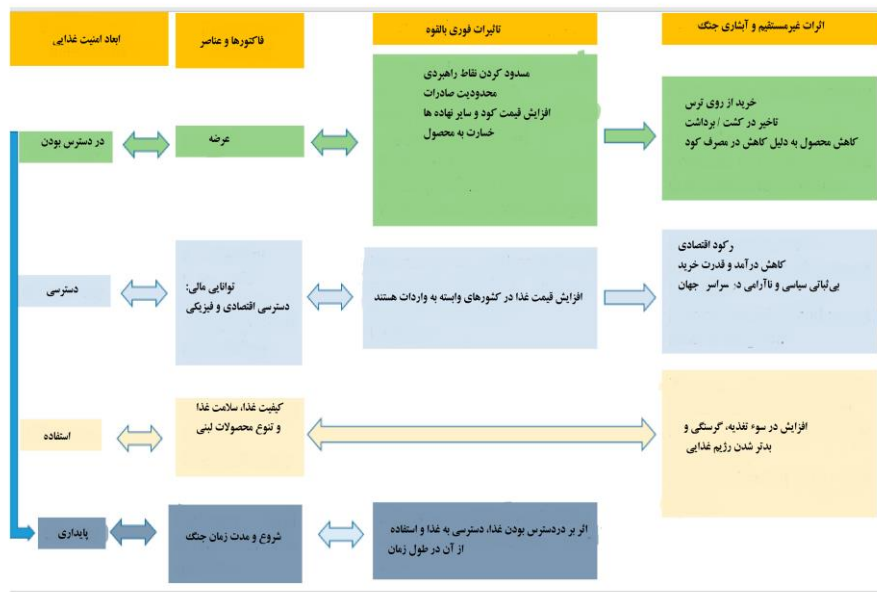 اثرات غیرمستقیم و آبشاری جنگ
تاثیرات فوری بالقوه
فاکتورها و عناصر
ابعاد امنیت غذایی
خرید از روی ترس
تاخیر در کشت / برداشت
کاهش محصول به دلیل کاهش در مصرف کود
مسدود کردن نقاط راهبردی
محدودیت صادرات
افزایش قیمت کود و سایر نهاده ها
خسارت به محصول
عرضه
در دسترس بودن
رکود اقتصادی
کاهش درآمد و قدرت خرید
بی‌ثباتی سیاسی و ناآرامی در سراسر جهان
افزایش قیمت غذا در کشورهای وابسته به واردات هستند
توانایی مالی:
دسترسی اقتصادی و فیزیکی
دسترسی
افزایش در سوء تغذیه، گرسنگی و
بدتر شدن رژیم غذایی
کیفیت غذا، سلامت غذا
و تنوع محصولات لبنی
استفاده
اثر بر دردسترس بودن غذا، دسترسی به غذا و استفاده
از آن در طول زمان
شروع و مدت زمان جنگ
پایداری